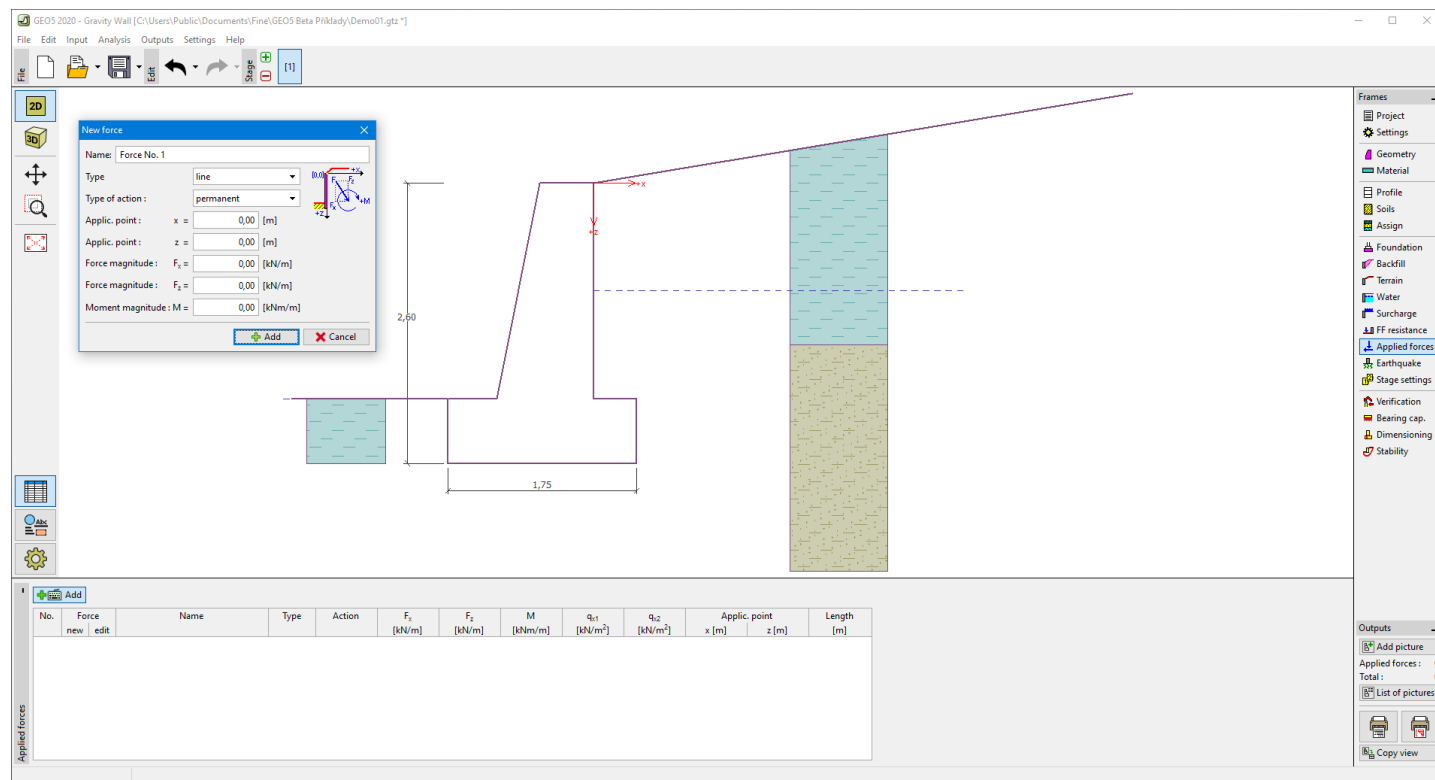 GEO5 2020 - Gravity Wall [C:\Users\Public\Documents\Fine\GEO5 Beta Příklady\Demo01.gtz *]
File Edit Input Analysis Outputs Settings Help
File
Edit
Stage
[1]
2D
3D
New force
Name: Force No. 1
Type line
Type of action : permanent
Applic. point : x = 0,00 [m]
Applic. point : z = 0,00 [m]
Force magnitude : Fx = 0,00 [kN/m]
Force magnitude : Fz = 0,00 [kN/m]
Moment magnitude : M = 0,00 [kNm/m]
Add Cancel
[0,0]
+x
F
Fz
Fx
+M
+z
+x
+z
2,60
1,75
Abc
Frames
Project
Settings
Geometry
Material
Profile
Soils
Assign
Foundation
Backfill
Terrain
Water
Surcharge
FF resistance
Applied forces
Earthquake
Stage settings
Verification
Bearing cap.
Dimensioning
Stability
Add
No. Force Name Type Action Fx Fz M qx1 qx2 Applic. point Length
new edit [kN/m] [kN/m] [kNm/m] [kN/m2] [kN/m2] x [m] z [m] [m]
Applied forces
Outputs
Add picture
Applied forces :
Total :
List of pictures
Copy view